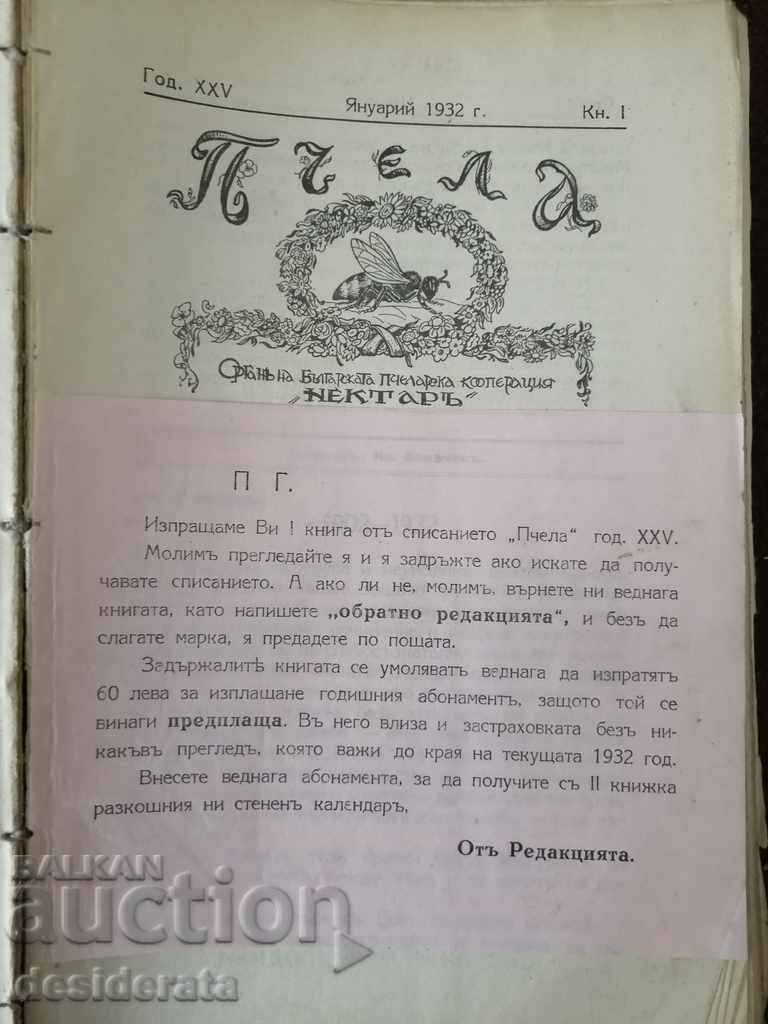 Год. XXV Януарий 1932 г. Кн. I
Пчела
Органъ на Българската пчеларска кооперация
„НЕКТАРЪ"
П Г.
Изпращаме Ви I книга отъ списанието „Пчела" год. XXV.
Молимъ прегледайте я и я задръжте ако искате да полу-
чавате списанието. А ако ли не, молимъ, върнете ни веднага
книгата, като напишете „обратно редакцията", и безъ да
слагате марка, я предадете по пощата.
Задържалитѣ книгата се умоляватъ веднага да изпратятъ
60 лева за изплащане годишния абонаментъ, защото той се
винаги предплаща. Въ него влиза и застраховката безъ ни-
какъвъ прегледъ, която важи до края на текущата 1932 год.
Внесете веднага абонамента, за да получите съ II книжка
разкошния ни стененъ календаръ,
Отъ Редакцията.
BALKAN
auction
desiderata